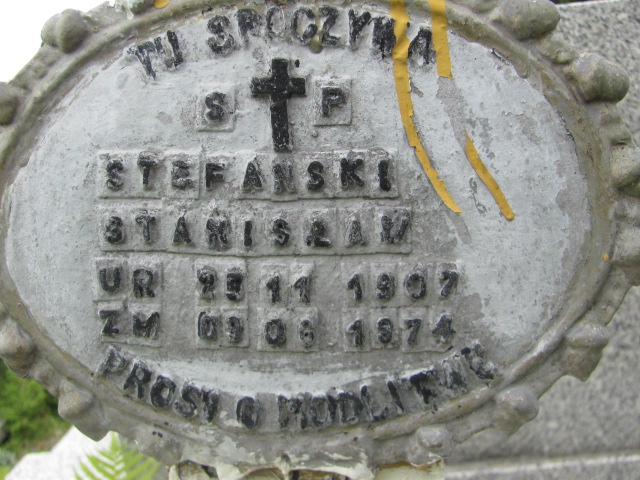 TU SPOCZYWA
S P
STEFAŃSKI
STANISŁAW
UR 25 11 1907
ZM 09 06 1974
PROSI O MODLITWĘ